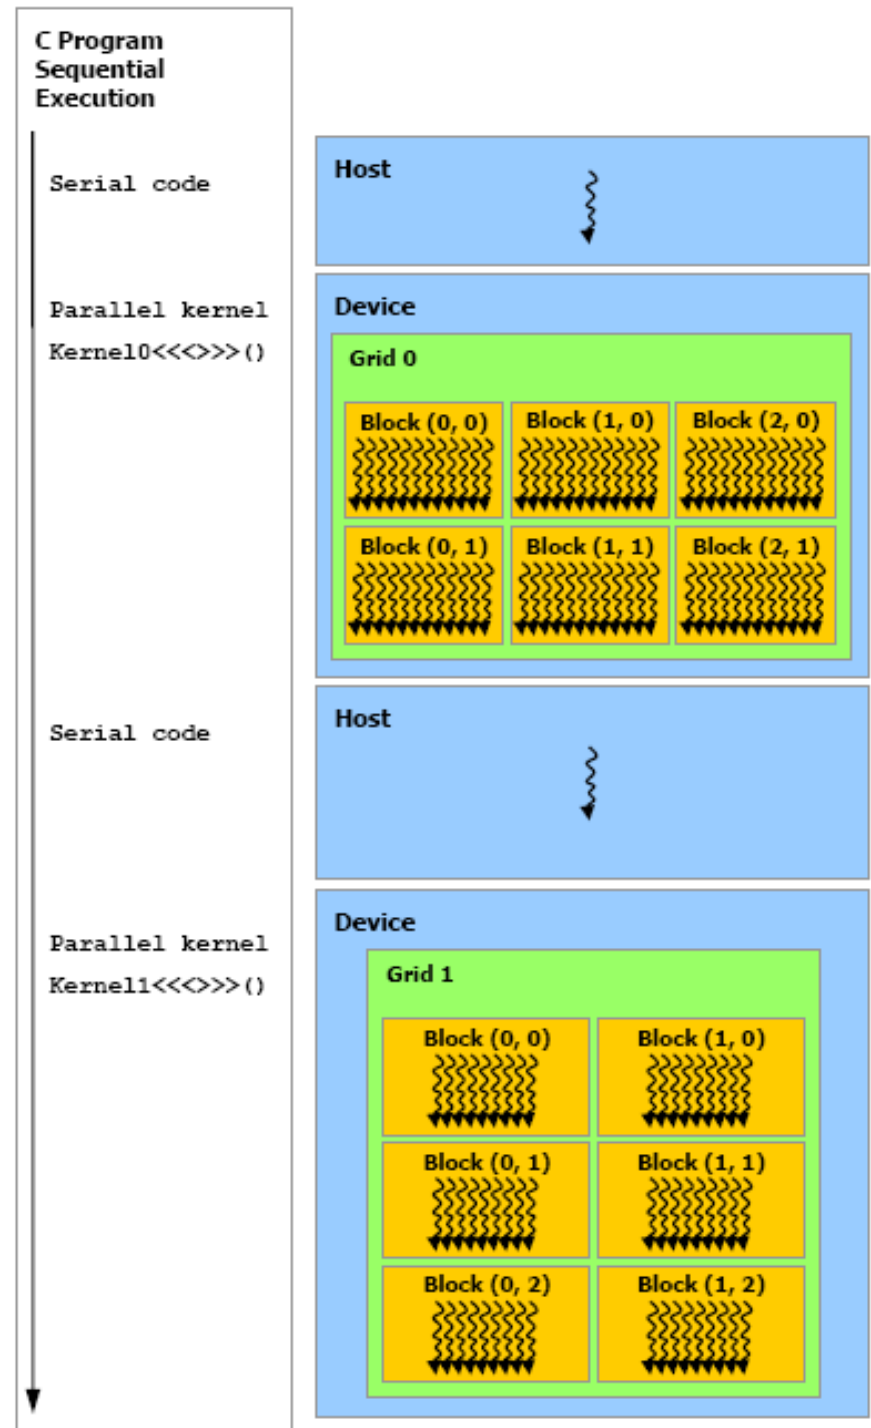 C Program
Sequential
Execution
Serial code
Host
Parallel kernel
Kernel0<<<>>>()
Device
Grid 0
Block (0, 0) Block (1, 0) Block (2, 0)
Block (0, 1) Block (1, 1) Block (2, 1)
Serial code
Host
Parallel kernel
Kernel1<<<>>>()
Device
Grid 1
Block (0, 0) Block (1, 0)
Block (0, 1) Block (1, 1)
Block (0, 2) Block (1, 2)